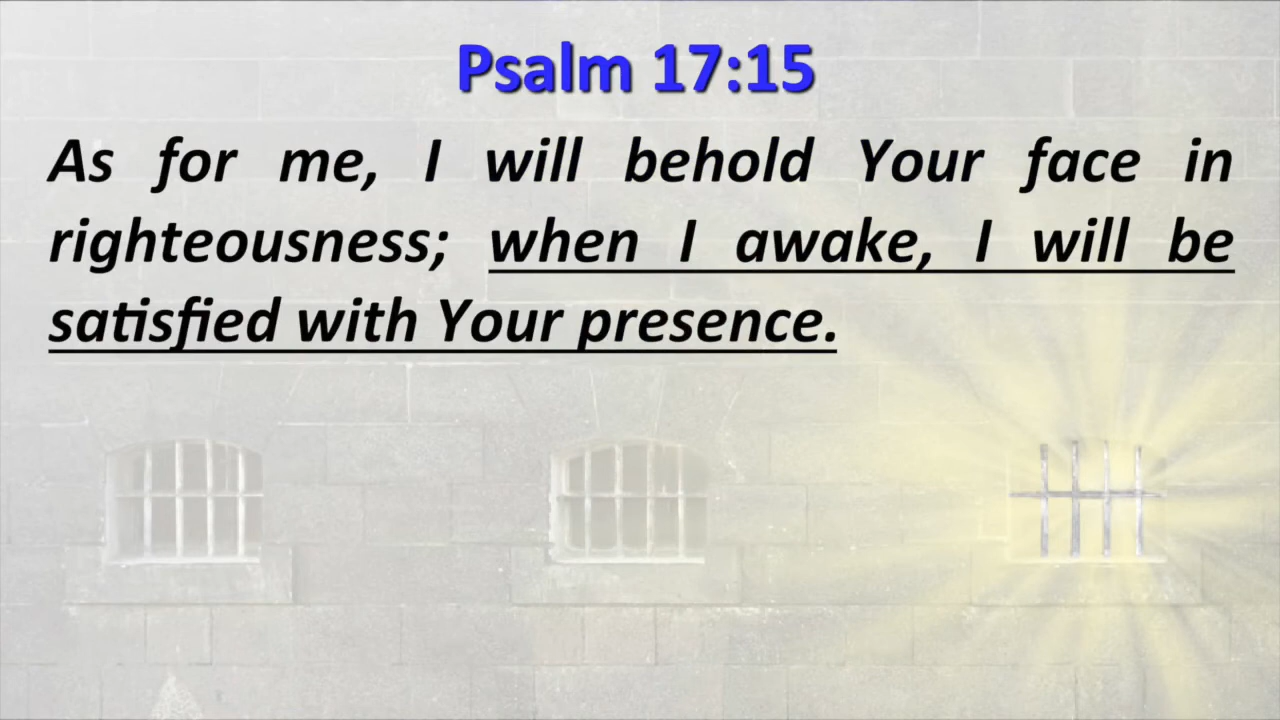 Psalm 17:15
As for me, I will behold Your face in
righteousness; when I awake, I will be
satisfied with Your presence.